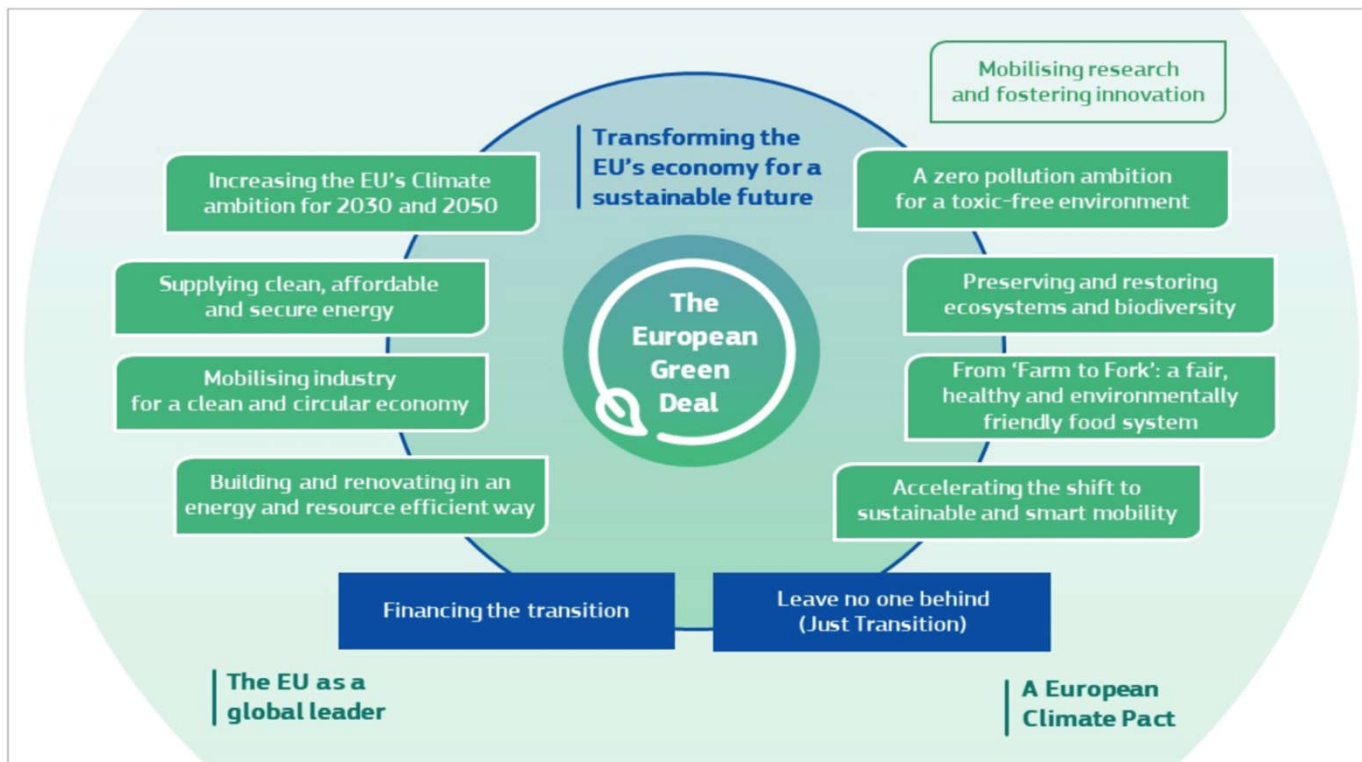 Mobilising research
and fostering innovation
Transforming the
EU's economy for a
sustainable future
Increasing the EU's Climate
ambition for 2030 and 2050
A zero pollution ambition
for a toxic-free environment
Supplying clean, affordable
and secure energy
Preserving and restoring
ecosystems and biodiversity
The
European
Green
Deal
Mobilising industry
for a clean and circular economy
From ‘Farm to Fork’: a fair,
healthy and environmentally
friendly food system
Building and renovating in an
energy and resource efficient way
Accelerating the shift to
sustainable and smart mobility
Financing the transition
Leave no one behind
(Just Transition)
The EU as a
global leader
A European
Climate Pact